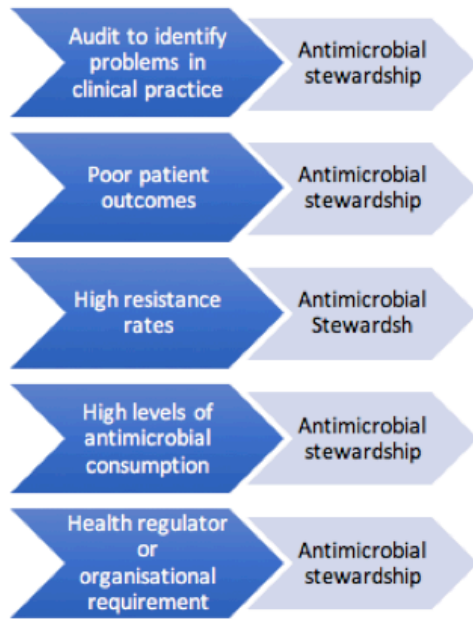 Audit to identify
problems in
clinical practice
Antimicrobial
stewardship
Poor patient
outcomes
Antimicrobial
stewardship
High resistance
rates
Antimicrobial
Stewardsh
High levels of
antimicrobial
consumption
Antimicrobial
stewardship
Health regulator
or
organisational
requirement
Antimicrobial
stewardship